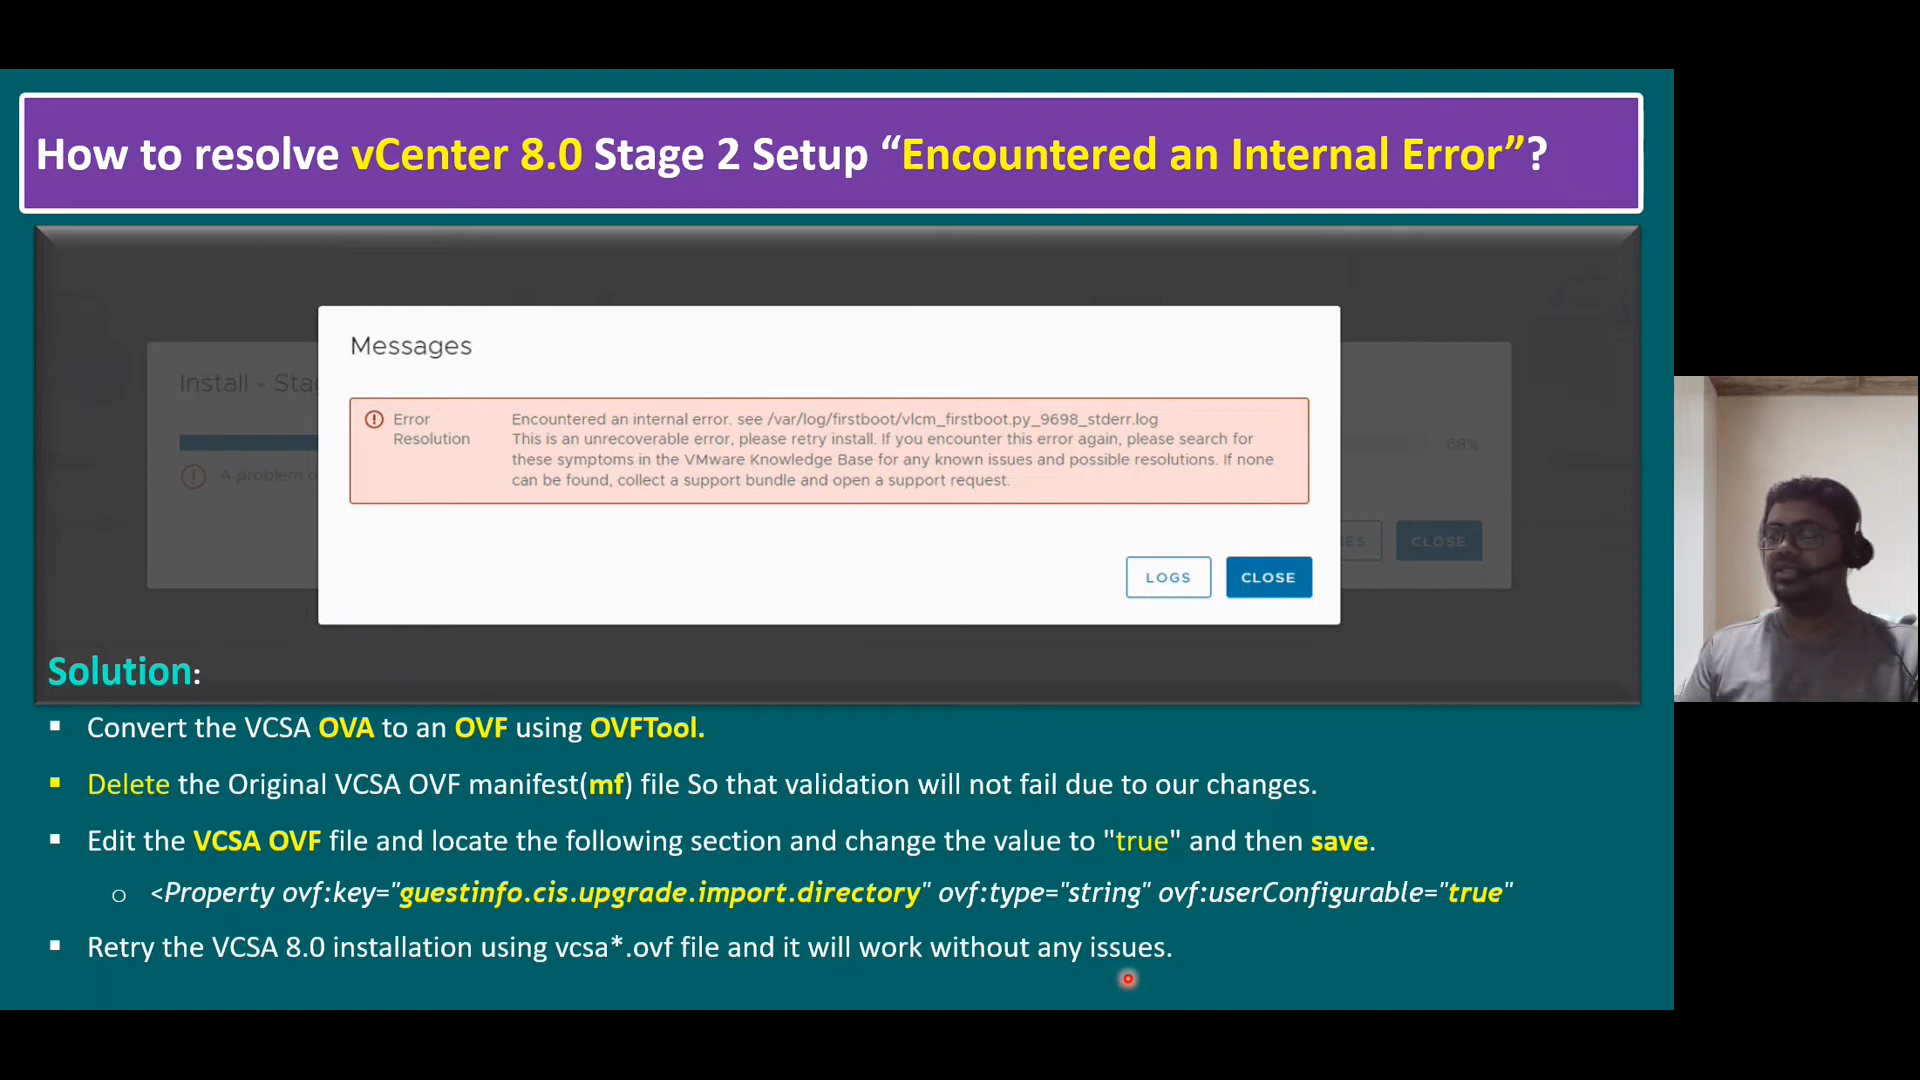 How to resolve vCenter 8.0 Stage 2 Setup “Encountered an Internal Error”?
Messages
Install - Sta
Error Encountered an internal error. see /var/log/firstboot/vlcm_firstboot.py_9698_stderr.log
Resolution This is an unrecoverable error, please retry install. If you encounter this error again, please search for
these symptoms in the VMware Knowledge Base for any known issues and possible resolutions. If none
can be found, collect a support bundle and open a support request.
68%
A problem o
CLOSE
LOGS CLOSE
Solution:
▪ Convert the VCSA OVA to an OVF using OVFTool.
▪ Delete the Original VCSA OVF manifest(mf) file So that validation will not fail due to our changes.
▪ Edit the VCSA OVF file and locate the following section and change the value to "true" and then save.
o <Property ovf:key="guestinfo.cis.upgrade.import.directory" ovf:type="string" ovf:userConfigurable="true"
▪ Retry the VCSA 8.0 installation using vcsa*.ovf file and it will work without any issues.